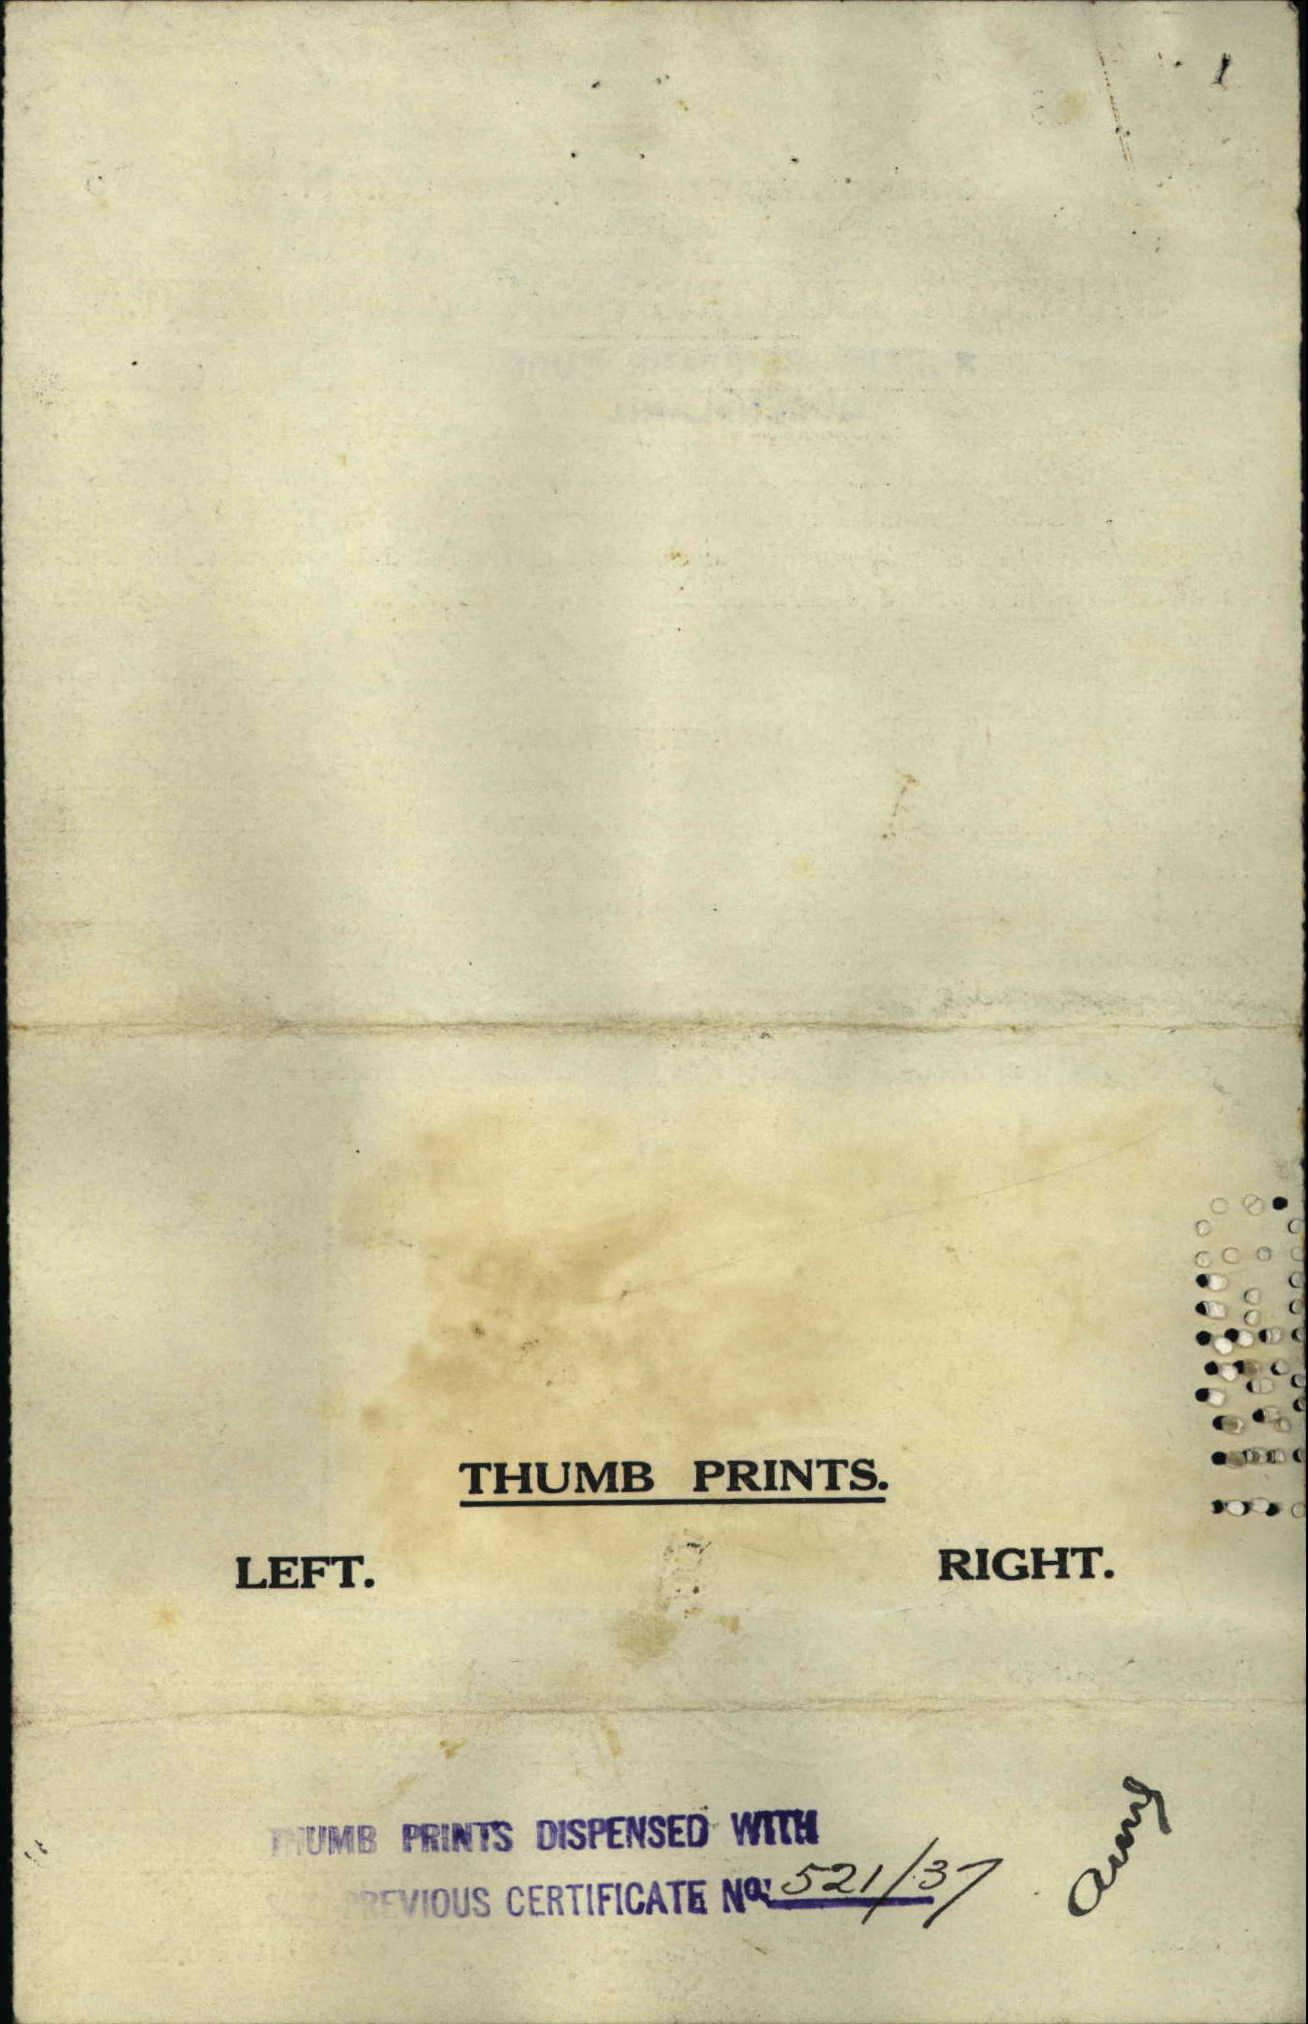 THUMB PRINTS.
LEFT. RIGHT.
THUMB PRINTS DISPENSED WITH
PREVIOUS CERTIFICATE No. 521/37